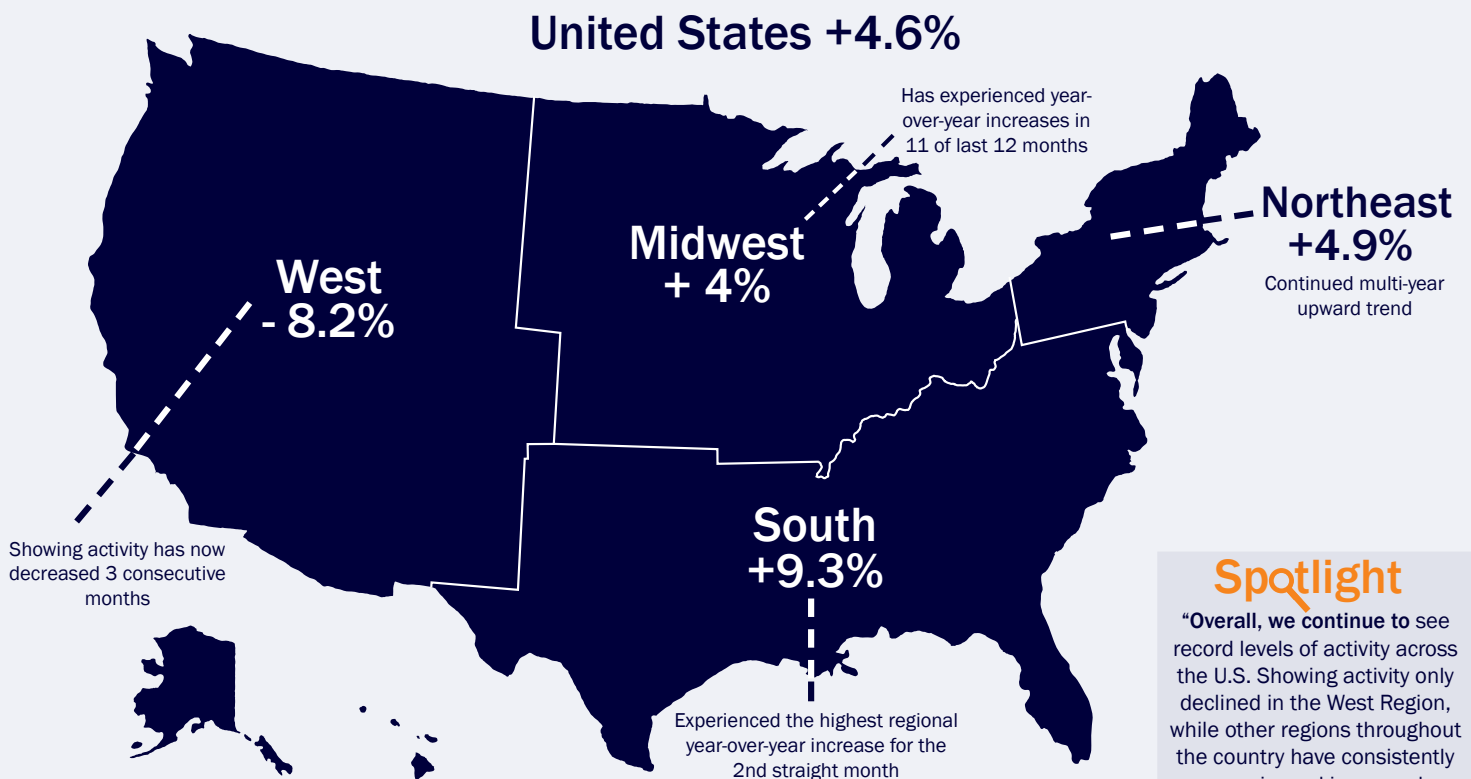 United States +4.6%
Has experienced year-
over-year increases in
11 of last 12 months
Northeast
+4.9%
Continued multi-year
upward trend
Midwest
+ 4%
West
- 8.2%
Showing activity has now
decreased 3 consecutive
months
South
+9.3%
Experienced the highest regional
year-over-year increase for the
2nd straight month
Spotlight
“Overall, we continue to see
record levels of activity across
the U.S. Showing activity only
declined in the West Region,
while other regions throughout
the country have consistently